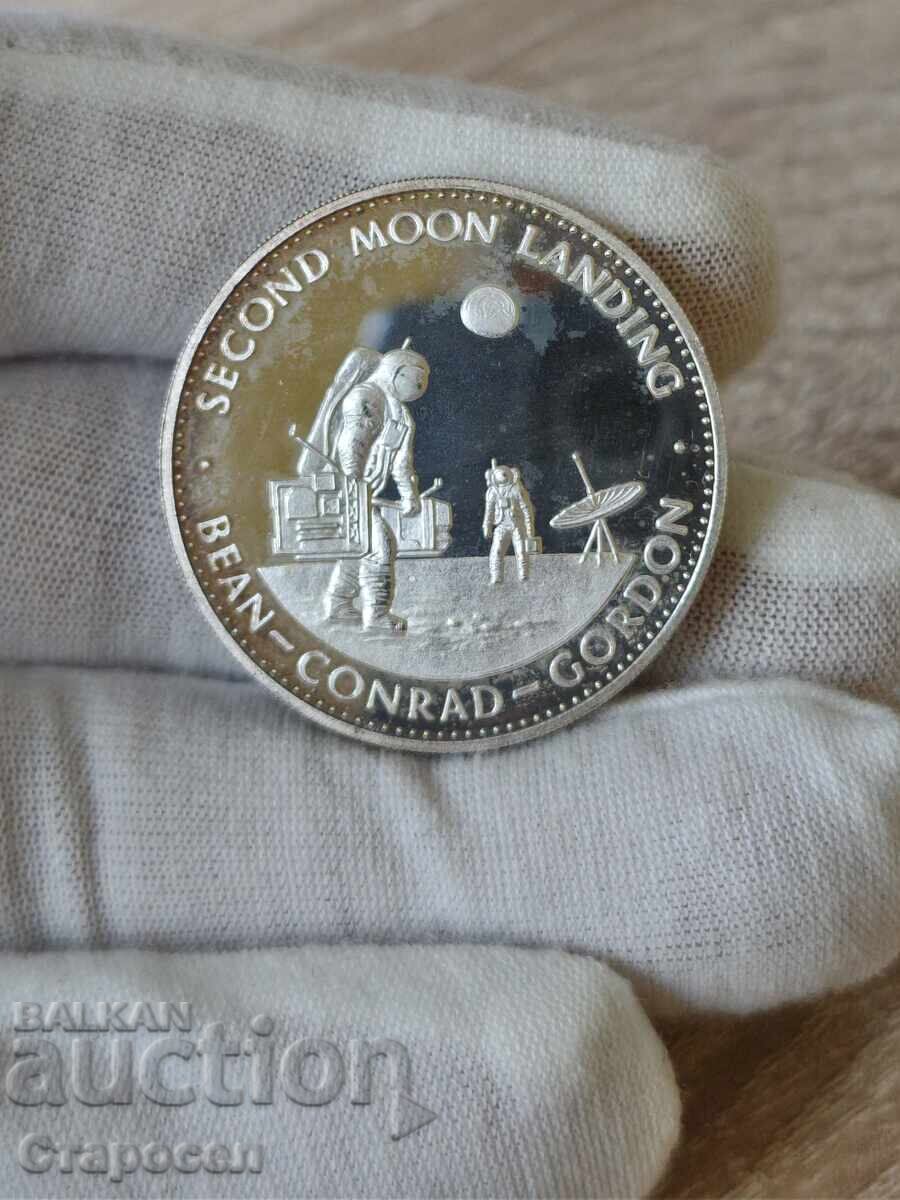 SECOND MOON LANDING
BEAN–CONRAD–GORDON
BALKAN
auction
Старосел